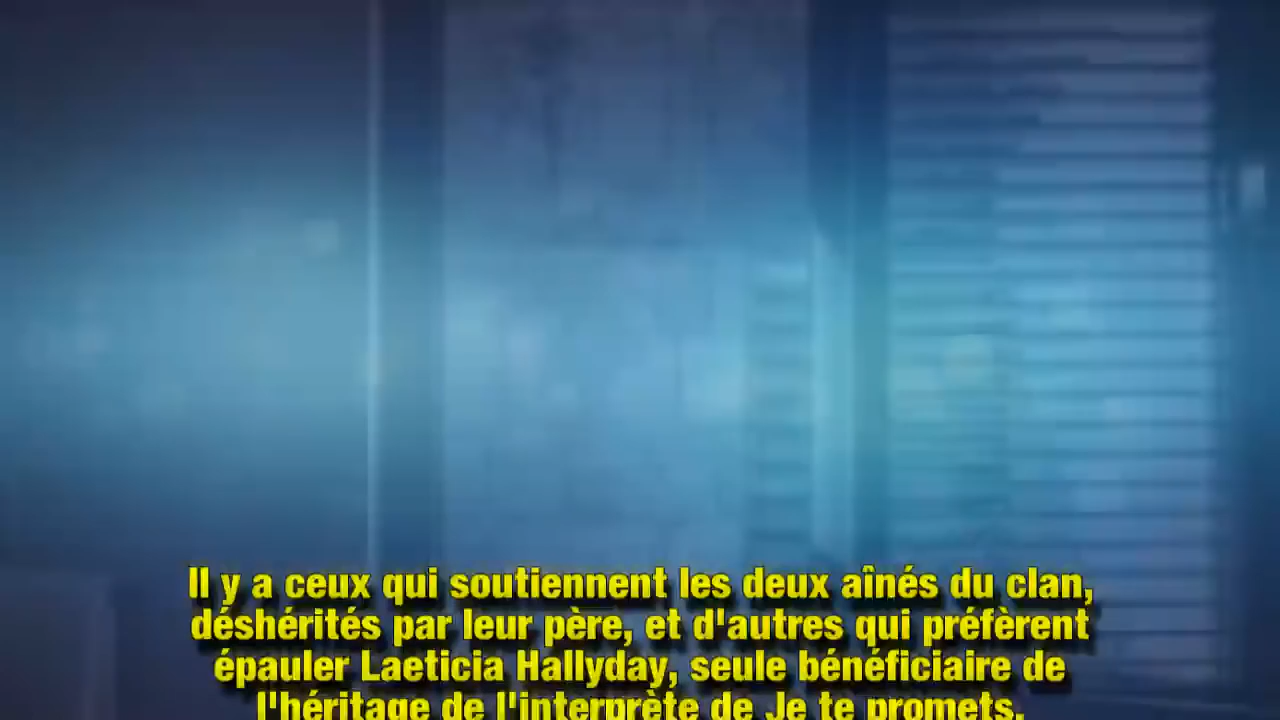 Il y a ceux qui soutiennent les deux aînés du clan,
déshérités par leur père, et d'autres qui préfèrent
épauler Laeticia Hallyday, seule bénéficiaire de
l'héritage de l'interprète de Je te promets.